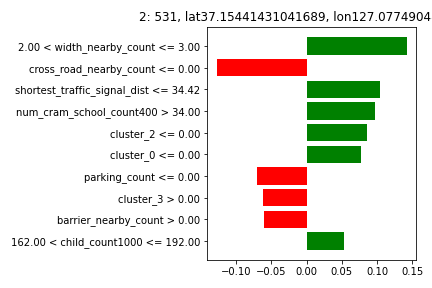 2: 531, lat37.15441431041689, lon127.0774904
2.00 < width_nearby_count <= 3.00
cross_road_nearby_count <= 0.00
shortest_traffic_signal_dist <= 34.42
num_cram_school_count400 > 34.00
cluster_2 <= 0.00
cluster_0 <= 0.00
parking_count <= 0.00
cluster_3 > 0.00
barrier_nearby_count > 0.00
162.00 < child_count1000 <= 192.00
−0.10 −0.05 0.00 0.05 0.10 0.15